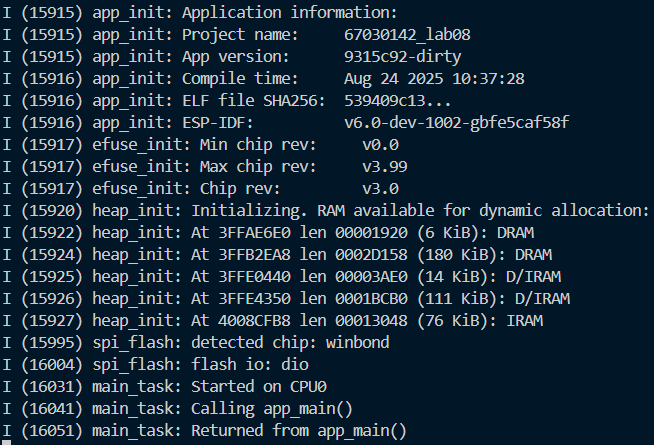 I (15915) app_init: Application information:
I (15915) app_init: Project name:     67030142_lab08
I (15915) app_init: App version:      9315c92-dirty
I (15916) app_init: Compile time:     Aug 24 2025 10:37:28
I (15916) app_init: ELF file SHA256:  539409c13...
I (15916) app_init: ESP-IDF:          v6.0-dev-1002-gbfe5caf58f
I (15917) efuse_init: Min chip rev:     v0.0
I (15917) efuse_init: Max chip rev:     v3.99
I (15917) efuse_init: Chip rev:         v3.0
I (15920) heap_init: Initializing. RAM available for dynamic allocation:
I (15922) heap_init: At 3FFAE6E0 len 00001920 (6 KiB): DRAM
I (15924) heap_init: At 3FFB2EA8 len 0002D158 (180 KiB): DRAM
I (15925) heap_init: At 3FFE0440 len 00003AE0 (14 KiB): D/IRAM
I (15926) heap_init: At 3FFE4350 len 0001BCB0 (111 KiB): D/IRAM
I (15927) heap_init: At 4008CFB8 len 00013048 (76 KiB): IRAM
I (15995) spi_flash: detected chip: winbond
I (16004) spi_flash: flash io: dio
I (16031) main_task: Started on CPU0
I (16041) main_task: Calling app_main()
I (16051) main_task: Returned from app_main()